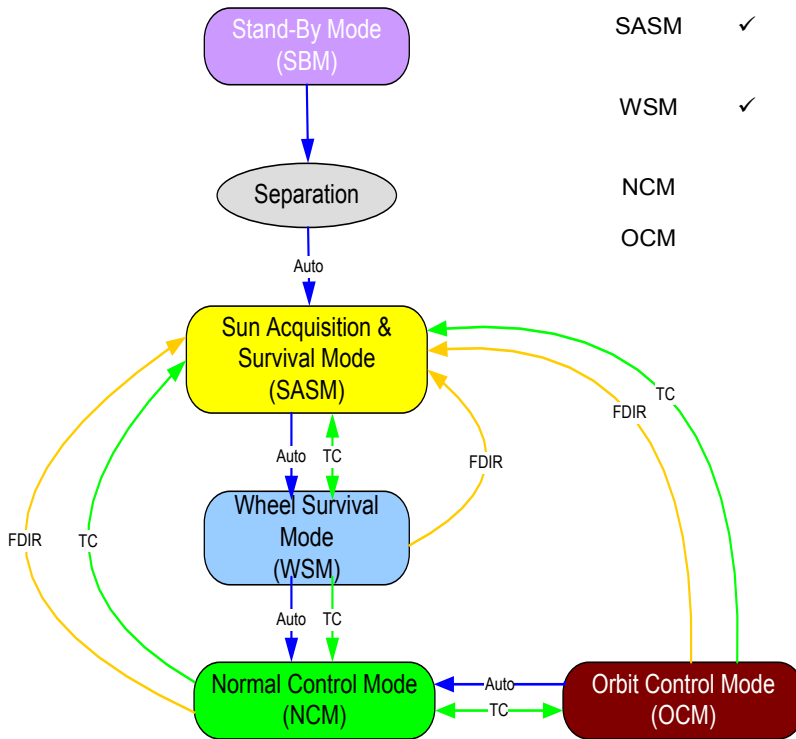 Stand-By Mode
(SBM)
SASM ✓
WSM ✓
Separation
NCM
OCM
Auto
Sun Acquisition &
Survival Mode
(SASM)
TC
FDIR
Auto
TC
FDIR
Wheel Survival
Mode
(WSM)
FDIR
TC
Auto
TC
Normal Control Mode
(NCM)
Auto
TC
Orbit Control Mode
(OCM)